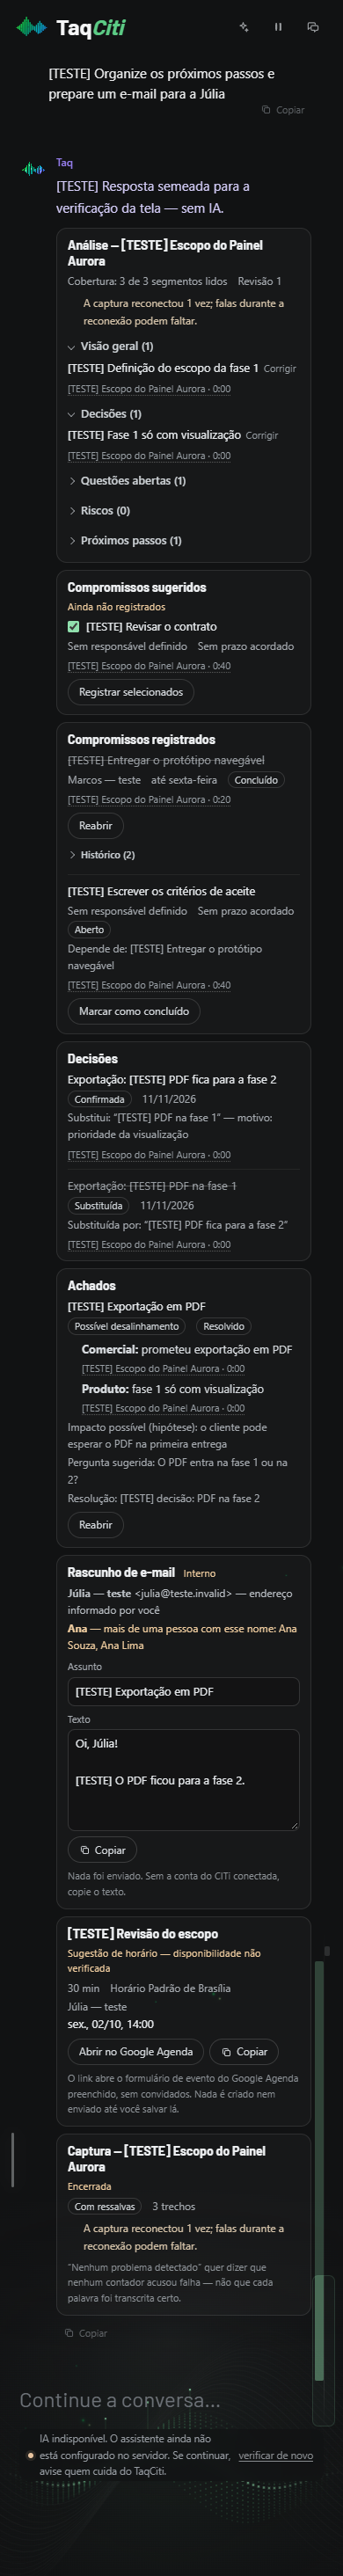 TaqCiti
[TESTE] Organize os próximos passos e
prepare um e-mail para a Júlia
Copiar
Taq
[TESTE] Resposta semeada para a
verificação da tela — sem IA.
Análise — [TESTE] Escopo do Painel
Aurora
Cobertura: 3 de 3 segmentos lidos Revisão 1
A captura reconectou 1 vez; falas durante a
reconexão podem faltar.
Visão geral (1)
[TESTE] Definição do escopo da fase 1 Corrigir
[TESTE] Escopo do Painel Aurora · 0:00
Decisões (1)
[TESTE] Fase 1 só com visualização Corrigir
[TESTE] Escopo do Painel Aurora · 0:00
Questões abertas (1)
Riscos (0)
Próximos passos (1)
Compromissos sugeridos
Ainda não registrados
[TESTE] Revisar o contrato
Sem responsável definido Sem prazo acordado
[TESTE] Escopo do Painel Aurora · 0:40
Registrar selecionados
Compromissos registrados
[TESTE] Entregar o protótipo navegável
Marcos — teste até sexta-feira Concluído
[TESTE] Escopo do Painel Aurora · 0:20
Reabrir
Histórico (2)
[TESTE] Escrever os critérios de aceite
Sem responsável definido Sem prazo acordado
Aberto
Depende de: [TESTE] Entregar o protótipo
navegável
[TESTE] Escopo do Painel Aurora · 0:40
Marcar como concluído
Decisões
Exportação: [TESTE] PDF fica para a fase 2
Confirmada 11/11/2026
Substitui: “[TESTE] PDF na fase 1” — motivo:
prioridade da visualização
[TESTE] Escopo do Painel Aurora · 0:00
Exportação: [TESTE] PDF na fase 1
Substituída 11/11/2026
Substituída por: “[TESTE] PDF fica para a fase 2”
[TESTE] Escopo do Painel Aurora · 0:00
Achados
[TESTE] Exportação em PDF
Possível desalinhamento Resolvido
Comercial: prometeu exportação em PDF
[TESTE] Escopo do Painel Aurora · 0:00
Produto: fase 1 só com visualização
[TESTE] Escopo do Painel Aurora · 0:00
Impacto possível (hipótese): o cliente pode
esperar o PDF na primeira entrega
Pergunta sugerida: O PDF entra na fase 1 ou na
2?
Resolução: [TESTE] decisão: PDF na fase 2
Reabrir
Rascunho de e-mail Interno
Júlia — teste <julia@teste.invalid> — endereço
informado por você
Ana — mais de uma pessoa com esse nome: Ana
Souza, Ana Lima
Assunto
[TESTE] Exportação em PDF
Texto
Oi, Júlia!
[TESTE] O PDF ficou para a fase 2.
Copiar
Nada foi enviado. Sem a conta do CITi conectada,
copie o texto.
[TESTE] Revisão do escopo
Sugestão de horário — disponibilidade não
verificada
30 min Horário Padrão de Brasília
Júlia — teste
sex., 02/10, 14:00
Abrir no Google Agenda Copiar
O link abre o formulário de evento do Google Agenda
preenchido, sem convidados. Nada é criado nem
enviado até você salvar lá.
Captura — [TESTE] Escopo do Painel
Aurora
Encerrada
Com ressalvas 3 trechos
A captura reconectou 1 vez; falas durante a
reconexão podem faltar.
"Nenhum problema detectado" quer dizer que
nenhum contador acusou falha — não que cada
palavra foi transcrita certo.
Copiar
Continue a conversa...
IA indisponível. O assistente ainda não
está configurado no servidor. Se continuar, verificar de novo
avise quem cuida do TaqCiti.